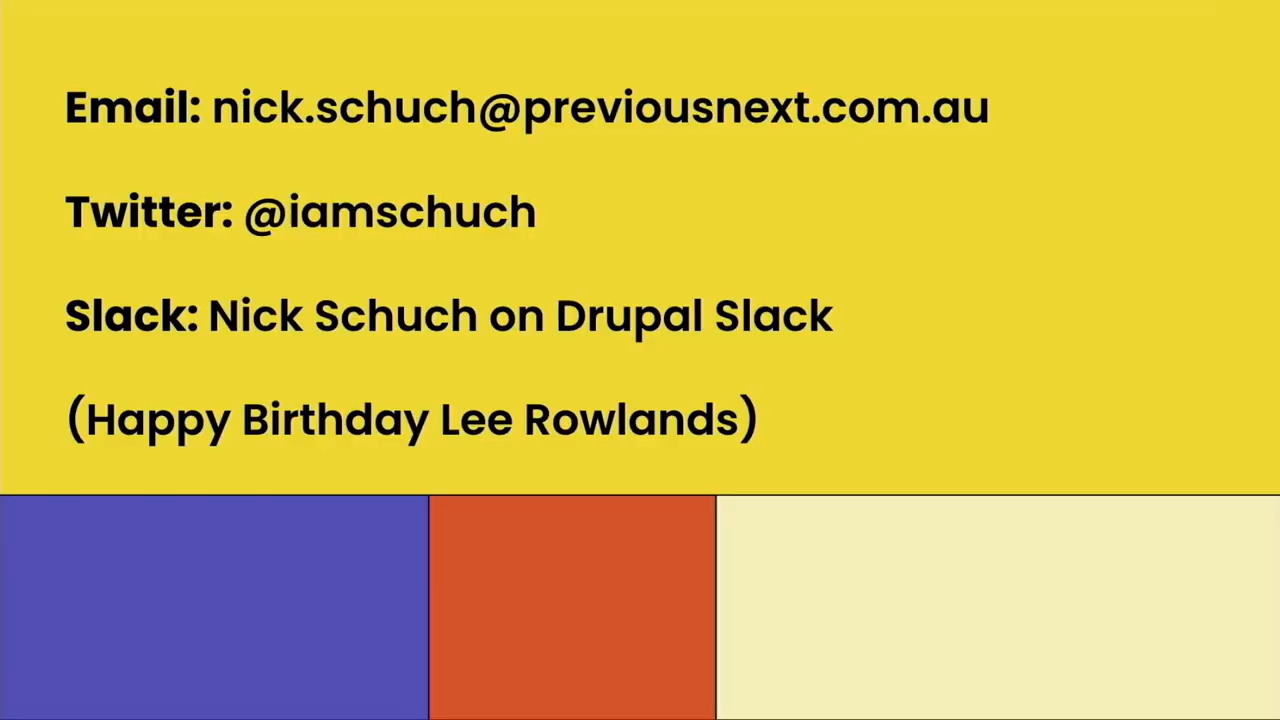 Email: nick.schuch@previousnext.com.au
Twitter: @iamschuch
Slack: Nick Schuch on Drupal Slack
(Happy Birthday Lee Rowlands)